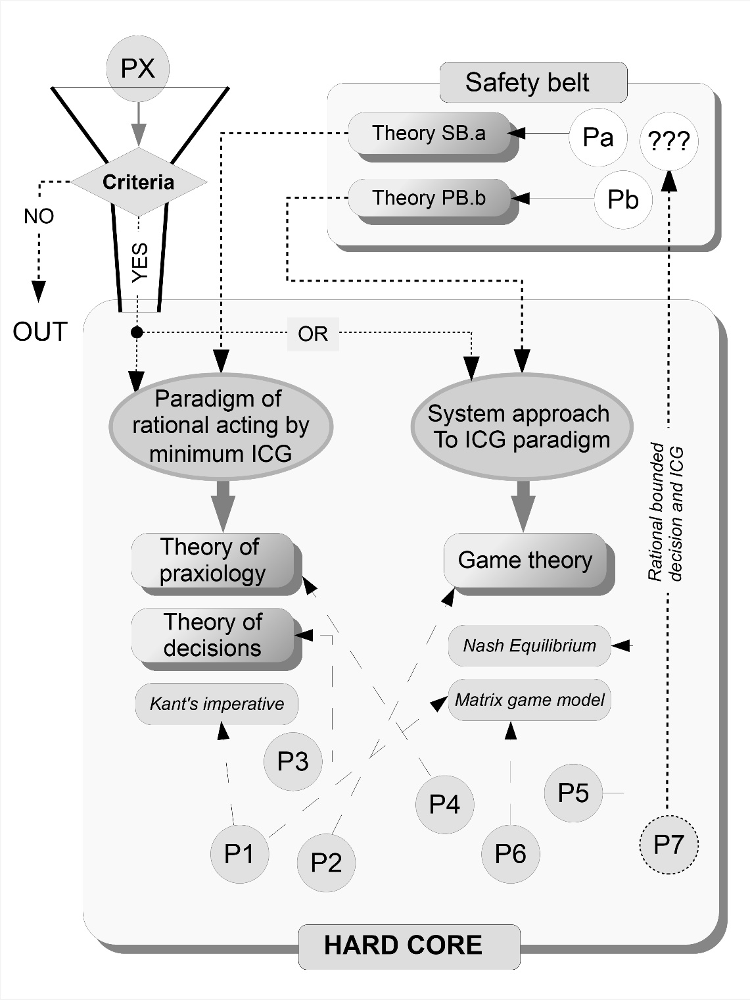 PX
Safety belt
Theory SB.a
Pa
???
Criteria
Theory PB.b
Pb
NO
YES
OUT
OR
Paradigm of
rational acting by
minimum ICG
System approach
To ICG paradigm
Rational bounded
decision and ICG
Theory of
praxiology
Game theory
Theory of
decisions
Nash Equilibrium
Kant's imperative
Matrix game model
P3
P4
P5
P1
P2
P6
P7
HARD CORE